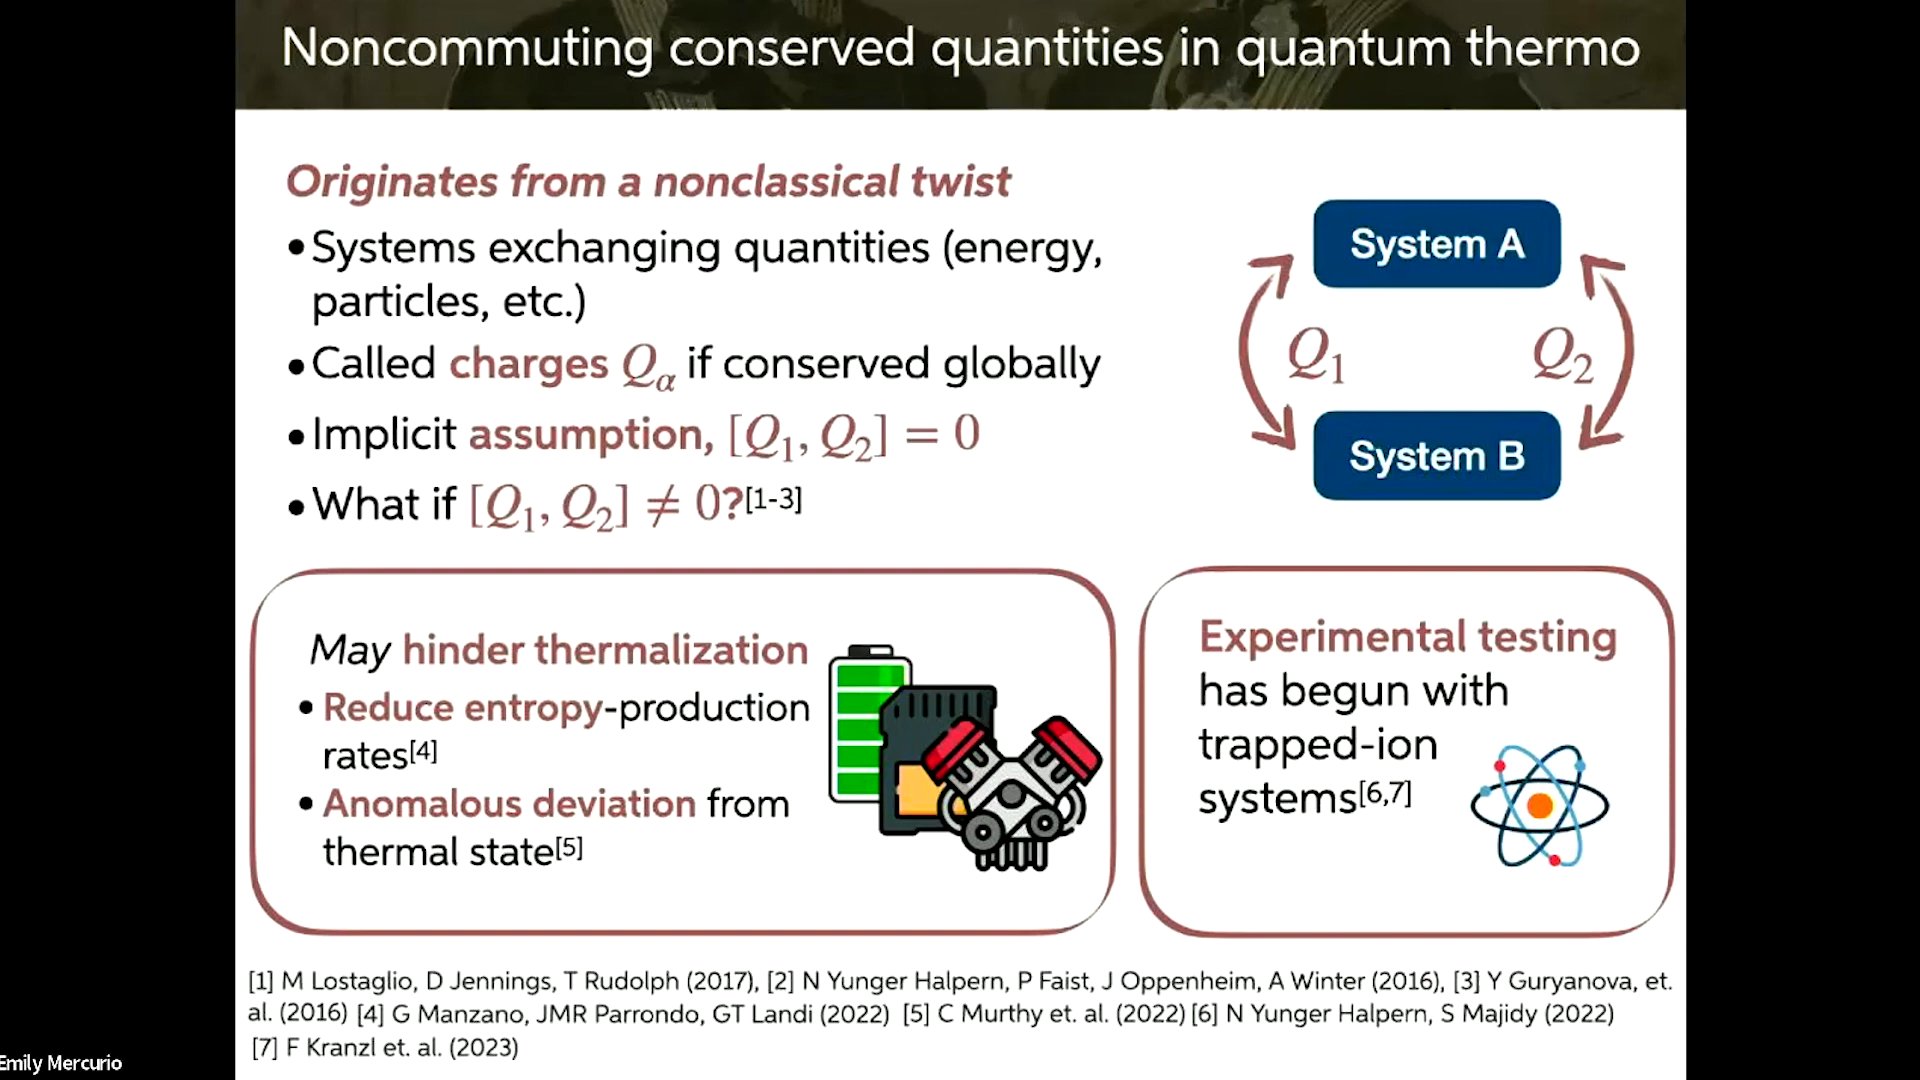 Noncommuting conserved quantities in quantum thermo
Originates from a nonclassical twist
• Systems exchanging quantities (energy,
particles, etc.)
• Called charges Qα if conserved globally
• Implicit assumption, [Q1, Q2] = 0
• What if [Q1, Q2] ≠ 0?[1-3]
System A
Q1 Q2
System B
May hinder thermalization
• Reduce entropy-production
rates[4]
• Anomalous deviation from
thermal state[5]
Experimental testing
has begun with
trapped-ion
systems[6,7]
[1] M Lostaglio, D Jennings, T Rudolph (2017), [2] N Yunger Halpern, P Faist, J Oppenheim, A Winter (2016), [3] Y Guryanova, et.
al. (2016) [4] G Manzano, JMR Parrondo, GT Landi (2022) [5] C Murthy et. al. (2022) [6] N Yunger Halpern, S Majidy (2022)
[7] F Kranzl et. al. (2023)
Emily Mercurio